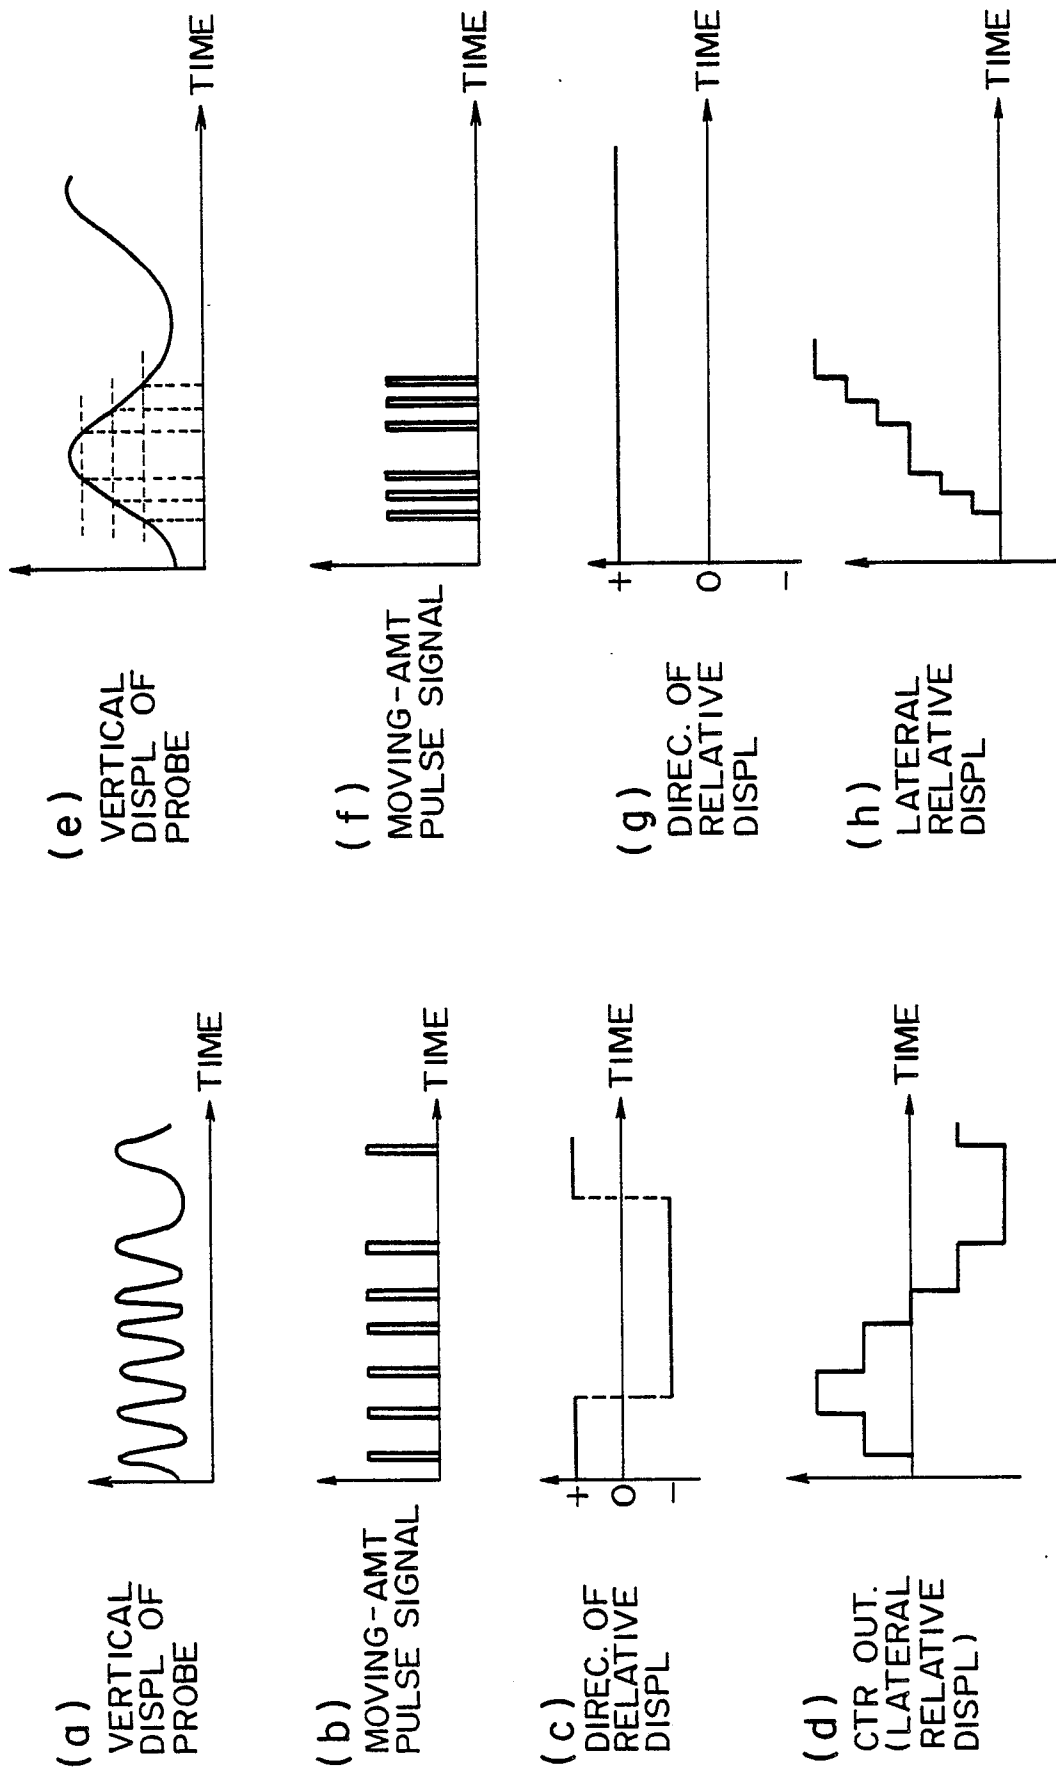 (a)
VERTICAL
DISPL OF
PROBE
TIME
(b)
MOVING-AMT
PULSE SIGNAL
TIME
(c)
DIREC. OF
RELATIVE
DISPL
+
0
-
TIME
(d)
CTR OUT.
(LATERAL
RELATIVE
DISPL)
TIME
(e)
VERTICAL
DISPL OF
PROBE
TIME
(f)
MOVING-AMT
PULSE SIGNAL
TIME
(g)
DIREC. OF
RELATIVE
DISPL
+
0
-
TIME
(h)
LATERAL
RELATIVE
DISPL
TIME